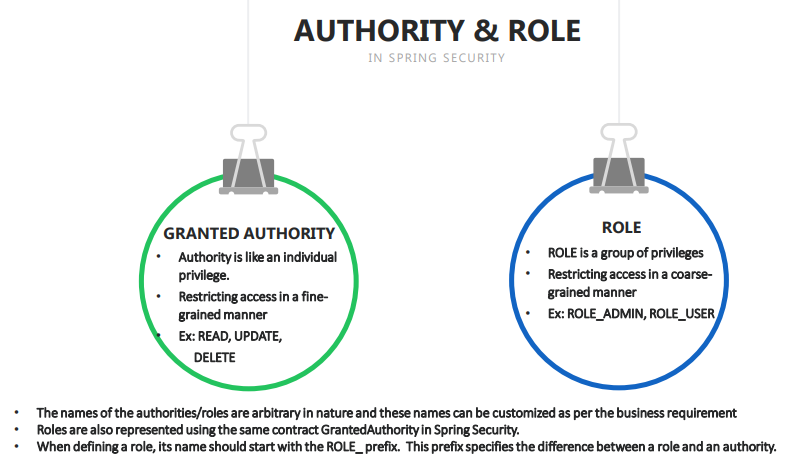 AUTHORITY & ROLE
IN SPRING SECURITY
GRANTED AUTHORITY
• Authority is like an individual
privilege.
• Restricting access in a fine-
grained manner
• Ex: READ, UPDATE,
DELETE
ROLE
• ROLE is a group of privileges
• Restricting access in a coarse-
grained manner
• Ex: ROLE_ADMIN, ROLE_USER
• The names of the authorities/roles are arbitrary in nature and these names can be customized as per the business requirement
• Roles are also represented using the same contract GrantedAuthority in Spring Security.
• When defining a role, its name should start with the ROLE_ prefix. This prefix specifies the difference between a role and an authority.